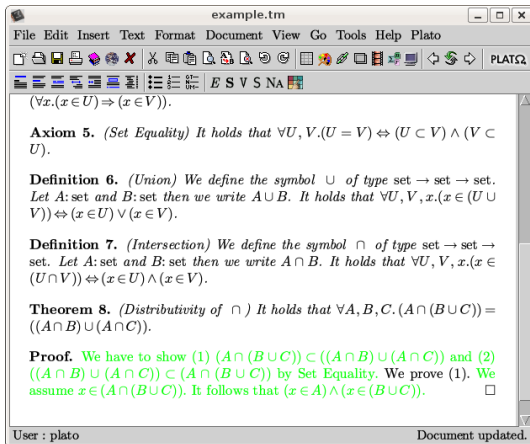 example.tm
File Edit Insert Text Format Document View Go Tools Help Plato
PLATΩ
E S V S NA
(∀x.(x∈U)⇒(x∈V)).
Axiom 5. (Set Equality) It holds that ∀U,V.(U=V)⇔(U⊂V)∧(V⊂
U).
Definition 6. (Union) We define the symbol ∪ of type set→set→set.
Let A:set and B:set then we write A∪B. It holds that ∀U,V,x.(x∈(U∪
V))⇔(x∈U)∨(x∈V).
Definition 7. (Intersection) We define the symbol ∩ of type set→set→
set. Let A:set and B:set then we write A∩B. It holds that ∀U,V,x.(x∈
(U∩V))⇔(x∈U)∧(x∈V).
Theorem 8. (Distributivity of ∩) It holds that ∀A,B,C.(A∩(B∪C))=
((A∩B)∪(A∩C)).
Proof. We have to show (1) (A∩(B∪C))⊂((A∩B)∪(A∩C)) and (2)
((A∩B)∪(A∩C))⊂(A∩(B∪C)) by Set Equality. We prove (1). We
assume x∈(A∩(B∪C)). It follows that (x∈A)∧(x∈(B∪C)). □
User : plato Document updated.